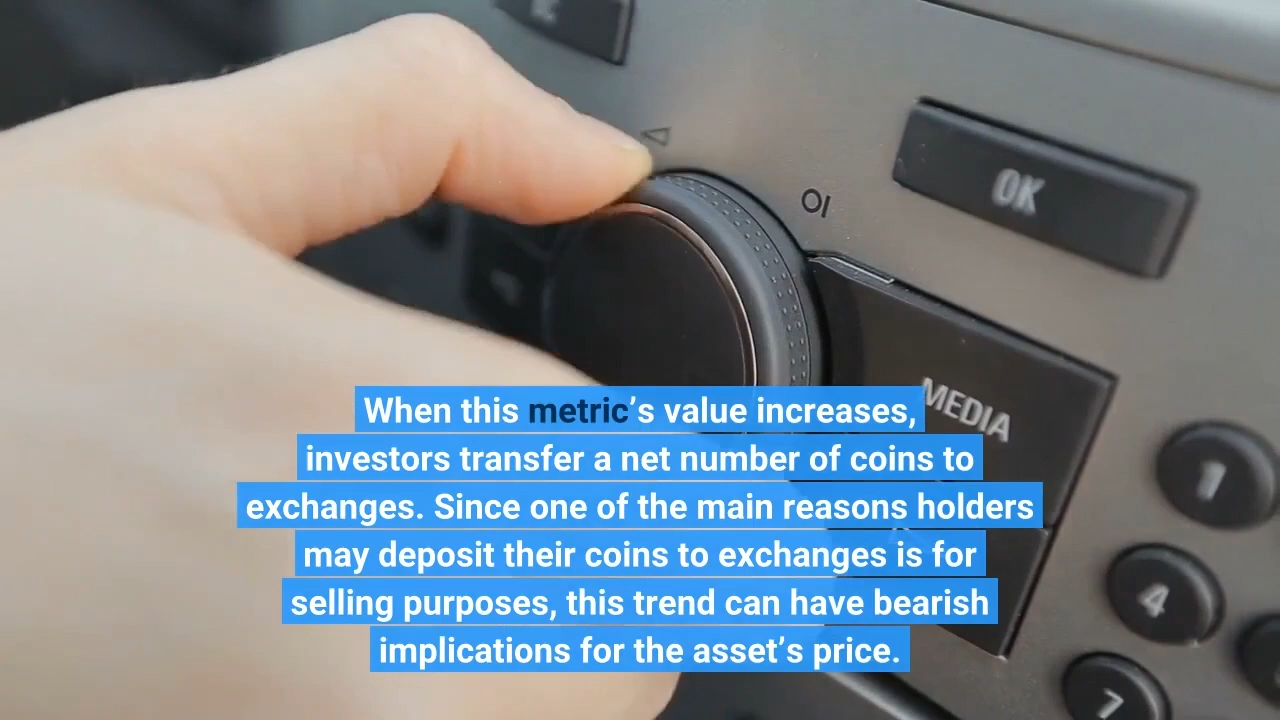 OK
MEDIA
1
4
7
When this metric’s value increases,
investors transfer a net number of coins to
exchanges. Since one of the main reasons holders
may deposit their coins to exchanges is for
selling purposes, this trend can have bearish
implications for the asset’s price.